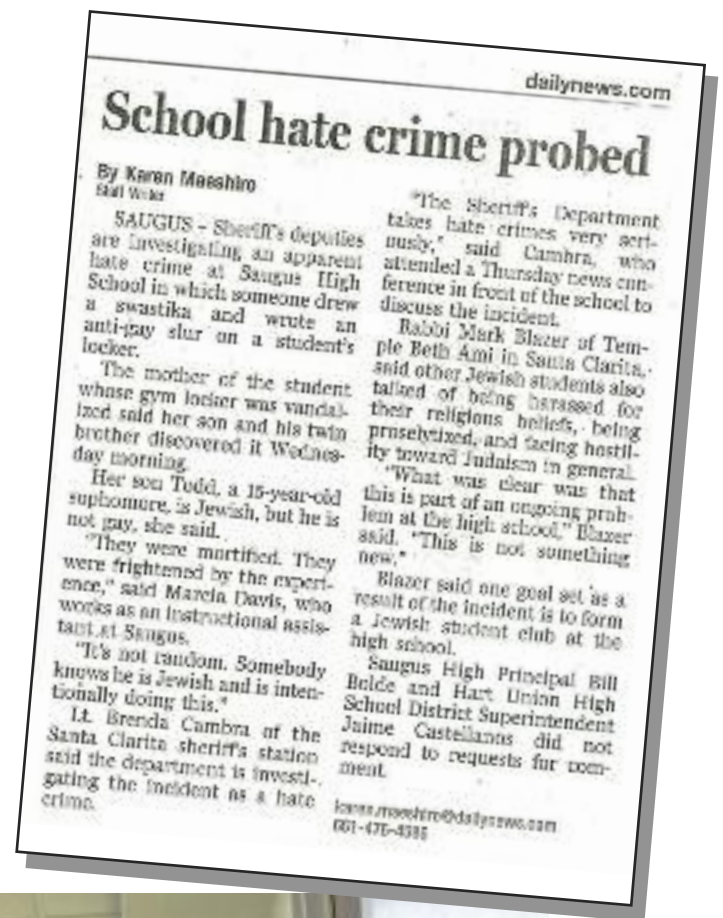 dailynews.com
School hate crime probed
By Karen Maeshiro
Staff Writer
SAUGUS – Sheriff's deputies
are investigating an apparent
hate crime at Saugus High
School in which someone drew
a swastika and wrote an
anti-gay slur on a student's
locker.
The mother of the student
whose gym locker was vandal-
ized said her son and his twin
brother discovered it Wednes-
day morning.
Her son Todd, a 15-year-old
sophomore, is Jewish, but he is
not gay, she said.
"They were mortified. They
were frightened by the experi-
ence," said Marcia Davis, who
works as an instructional assis-
tant at Saugus.
"It's not random. Somebody
knows he is Jewish and is inten-
tionally doing this."
Lt. Brenda Cambra of the
Santa Clarita sheriff's station
said the department is investi-
gating the incident as a hate
crime.
"The Sheriff's Department
takes hate crimes very seri-
ously," said Cambra, who
attended a Thursday news con-
ference in front of the school to
discuss the incident.
Rabbi Mark Blazer of Tem-
ple Beth Ami in Santa Clarita,
said other Jewish students also
talked of being harassed for
their religious beliefs, being
proselytized, and facing hostil-
ity toward Judaism in general.
"What was clear was that
this is part of an ongoing prob-
lem at the high school," Blazer
said. "This is not something
new."
Blazer said one goal set as a
result of the incident is to form
a Jewish student club at the
high school.
Saugus High Principal Bill
Bolde and Hart Union High
School District Superintendent
Jaime Castellanos did not
respond to requests for com-
ment.
karen.maeshiro@dailynews.com